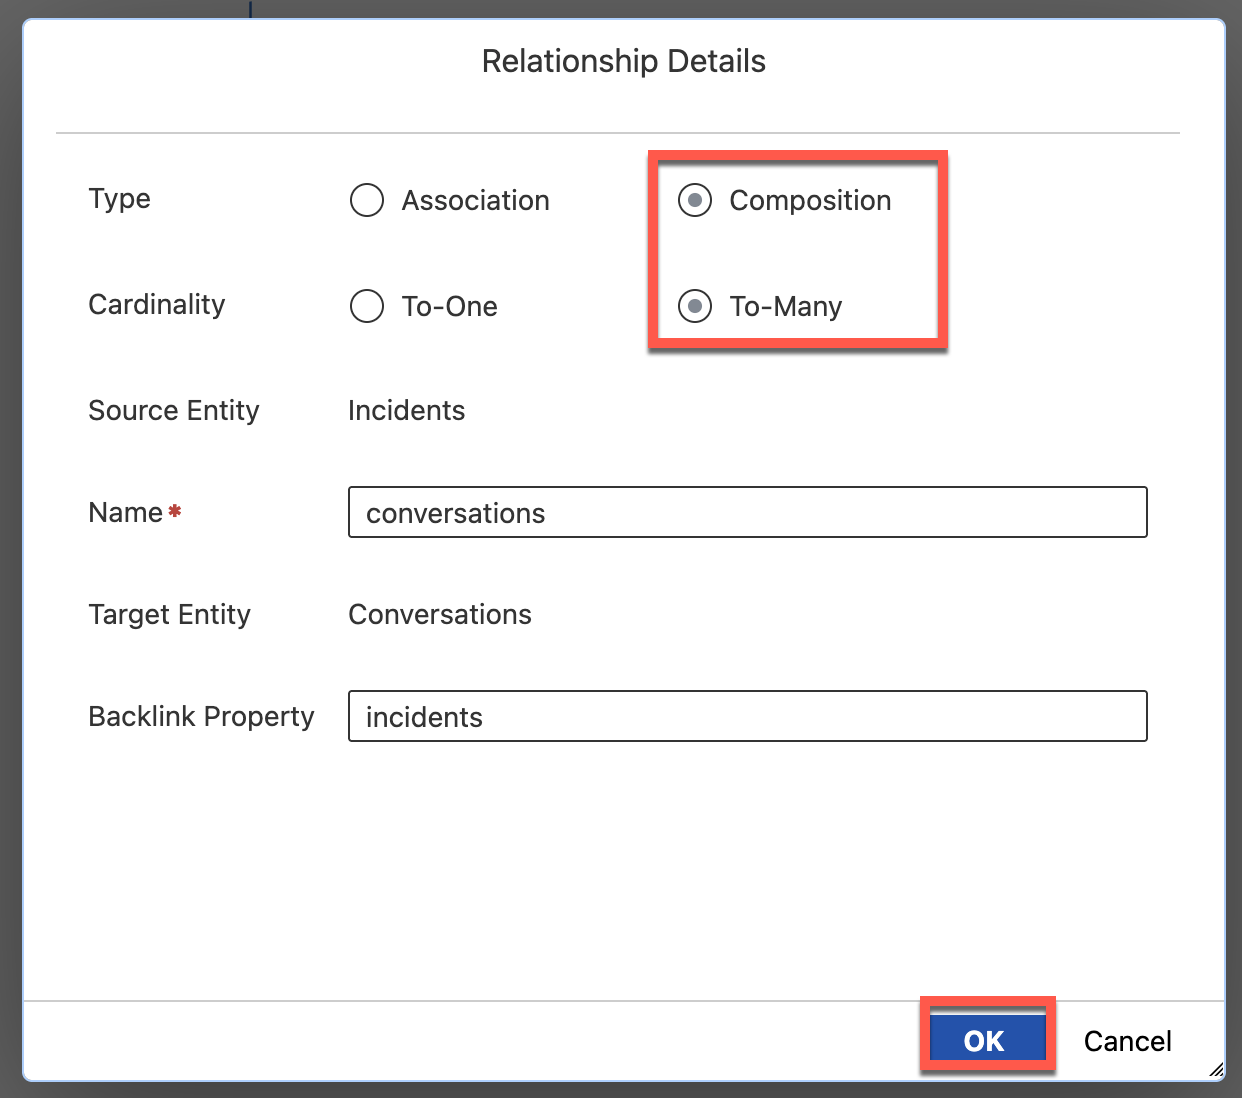 Relationship Details
Type Association Composition
Cardinality To-One To-Many
Source Entity Incidents
Name* conversations
Target Entity Conversations
Backlink Property incidents
OK Cancel